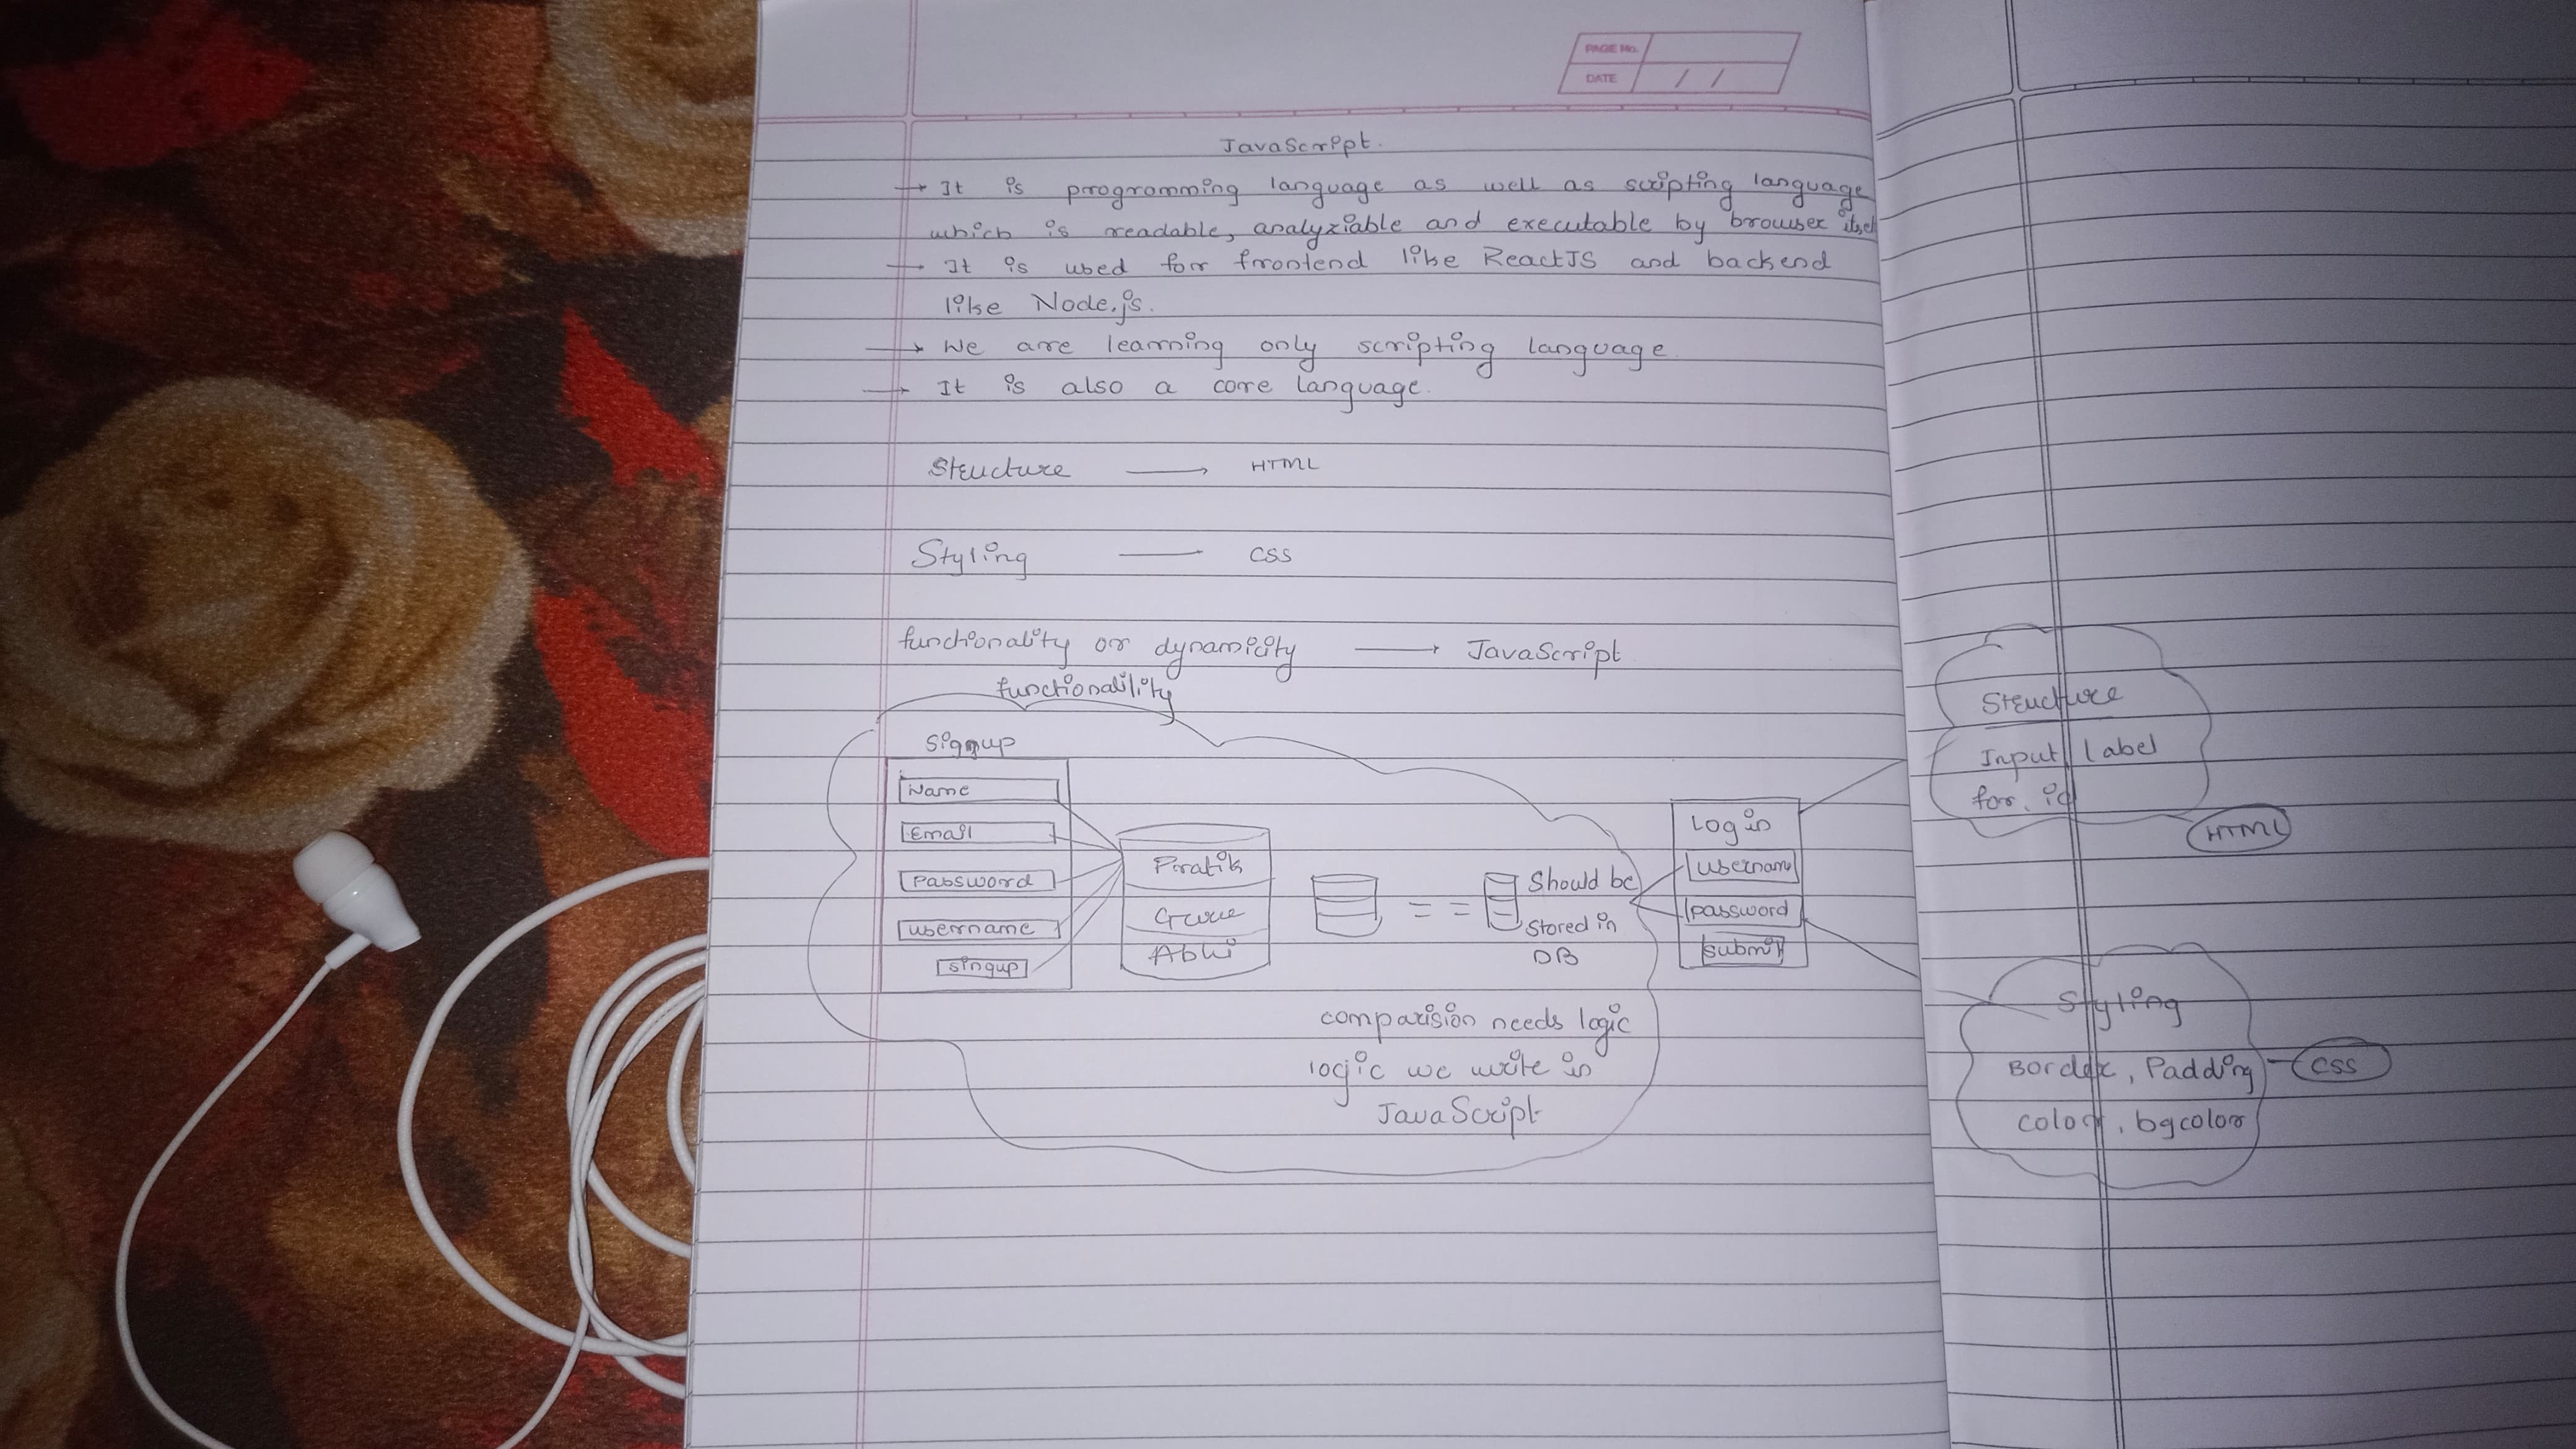 PAGE No.
DATE / /
JavaScript.
→ It is programming language as well as scripting language
which is readable, analyziable and executable by browser itself
→ It is used for frontend like ReactJS and backend
like Node.js.
→ We are learning only scripting language
→ It is also a core language.
Structure → HTML
Styling — CSS
functionality or dynamicity → JavaScript
functionalility
Signup
Name
Email
Password
username
singup
Pratik
Abhi
= =
Should be
Stored in
DB
Login
username
password
submit
comparision needs logic
logic we write in
JavaScript
Structure
Input, label
for, id
HTML
Styling
Border, Padding
color, bgcolor
CSS